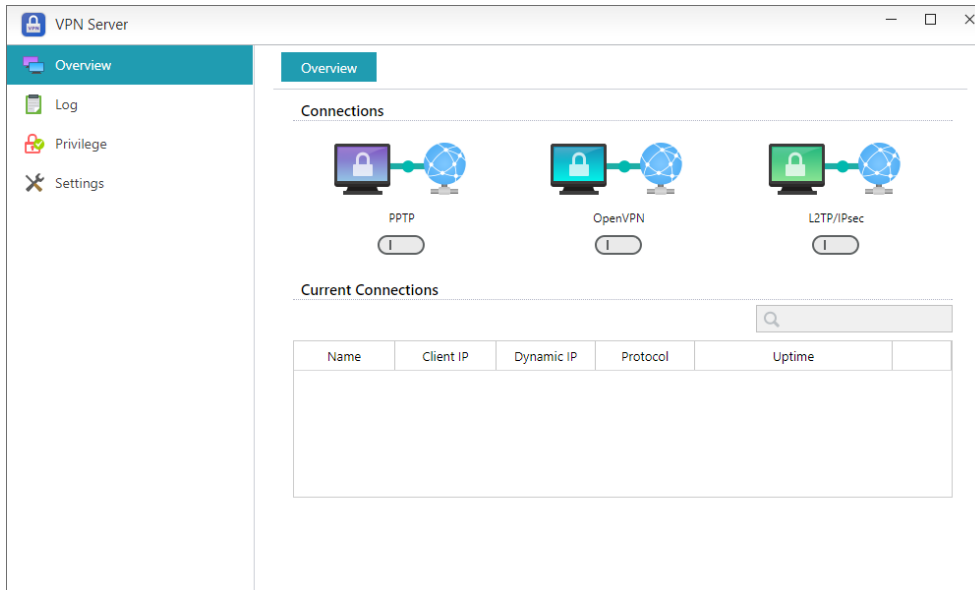 VPN Server
Overview
Log
Privilege
Settings
Overview
Connections
PPTP
OpenVPN
L2TP/IPsec
Current Connections
Name Client IP Dynamic IP Protocol Uptime